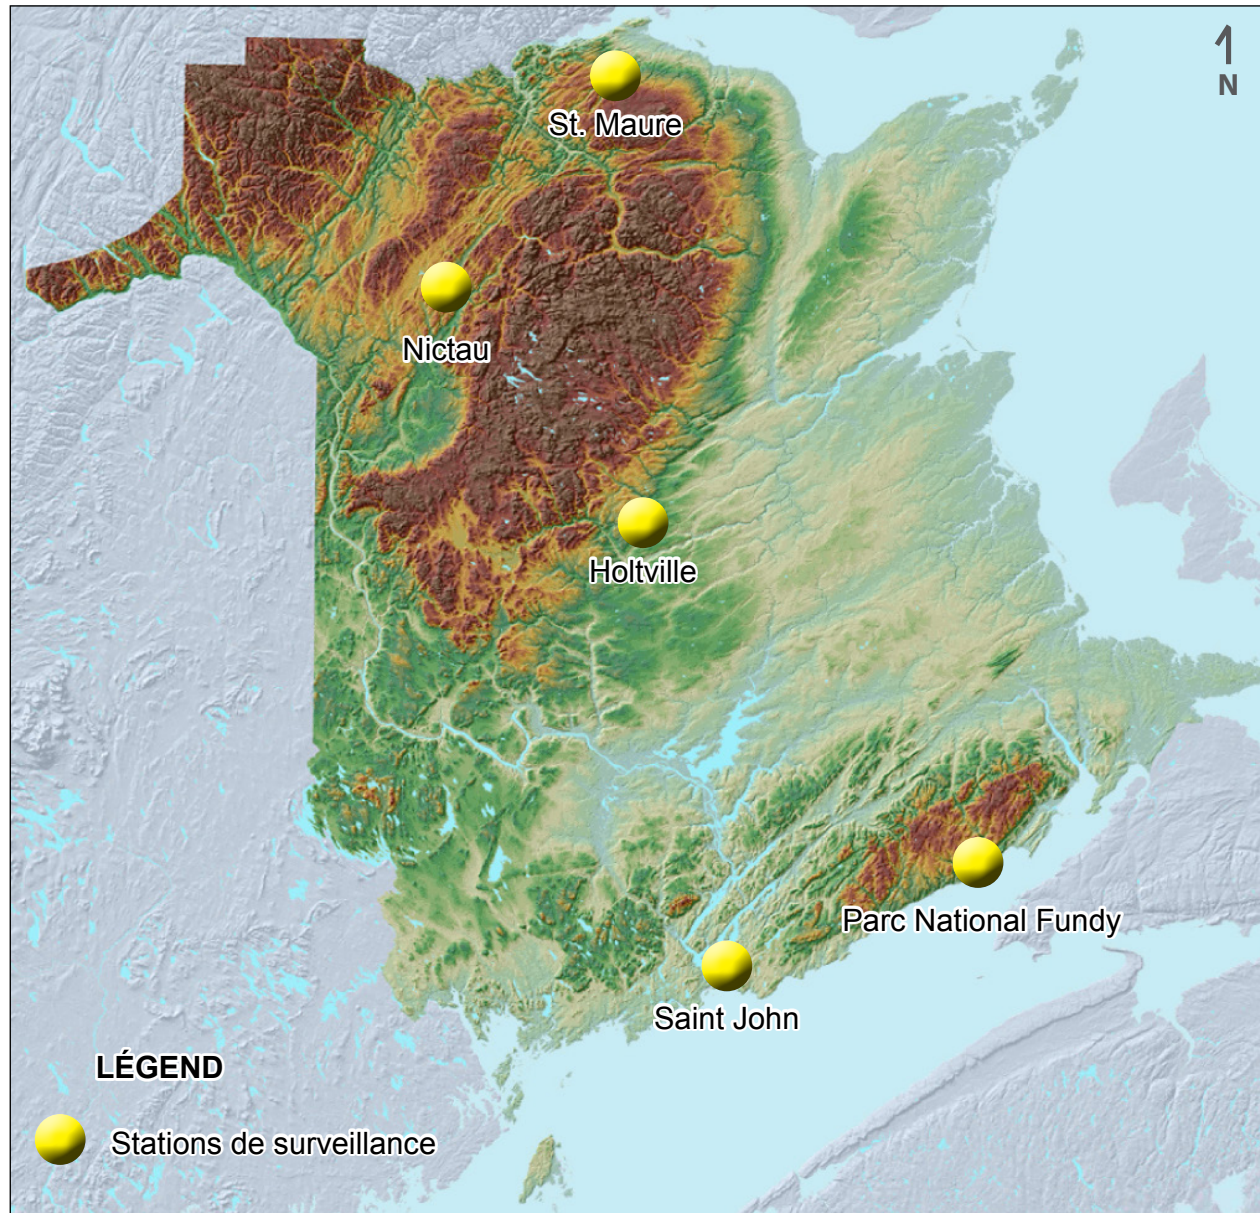 N
St. Maure
Nictau
Holtville
Parc National Fundy
Saint John
LÉGEND
Stations de surveillance